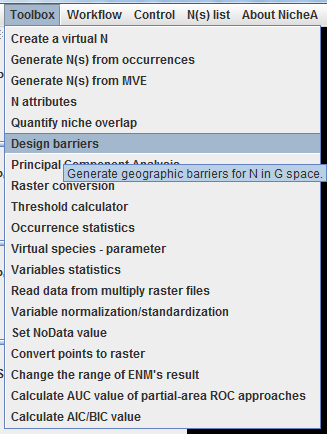 Toolbox Workflow Control N(s) list About NicheA
Create a virtual N
Generate N(s) from occurrences
Generate N(s) from MVE
N attributes
Quantify niche overlap
Design barriers
Principal Component Analysis
Generate geographic barriers for N in G space.
Raster conversion
Threshold calculator
Occurrence statistics
Virtual species - parameter
Variables statistics
Read data from multiply raster files
Variable normalization/standardization
Set NoData value
Convert points to raster
Change the range of ENM's result
Calculate AUC value of partial-area ROC approaches
Calculate AIC/BIC value